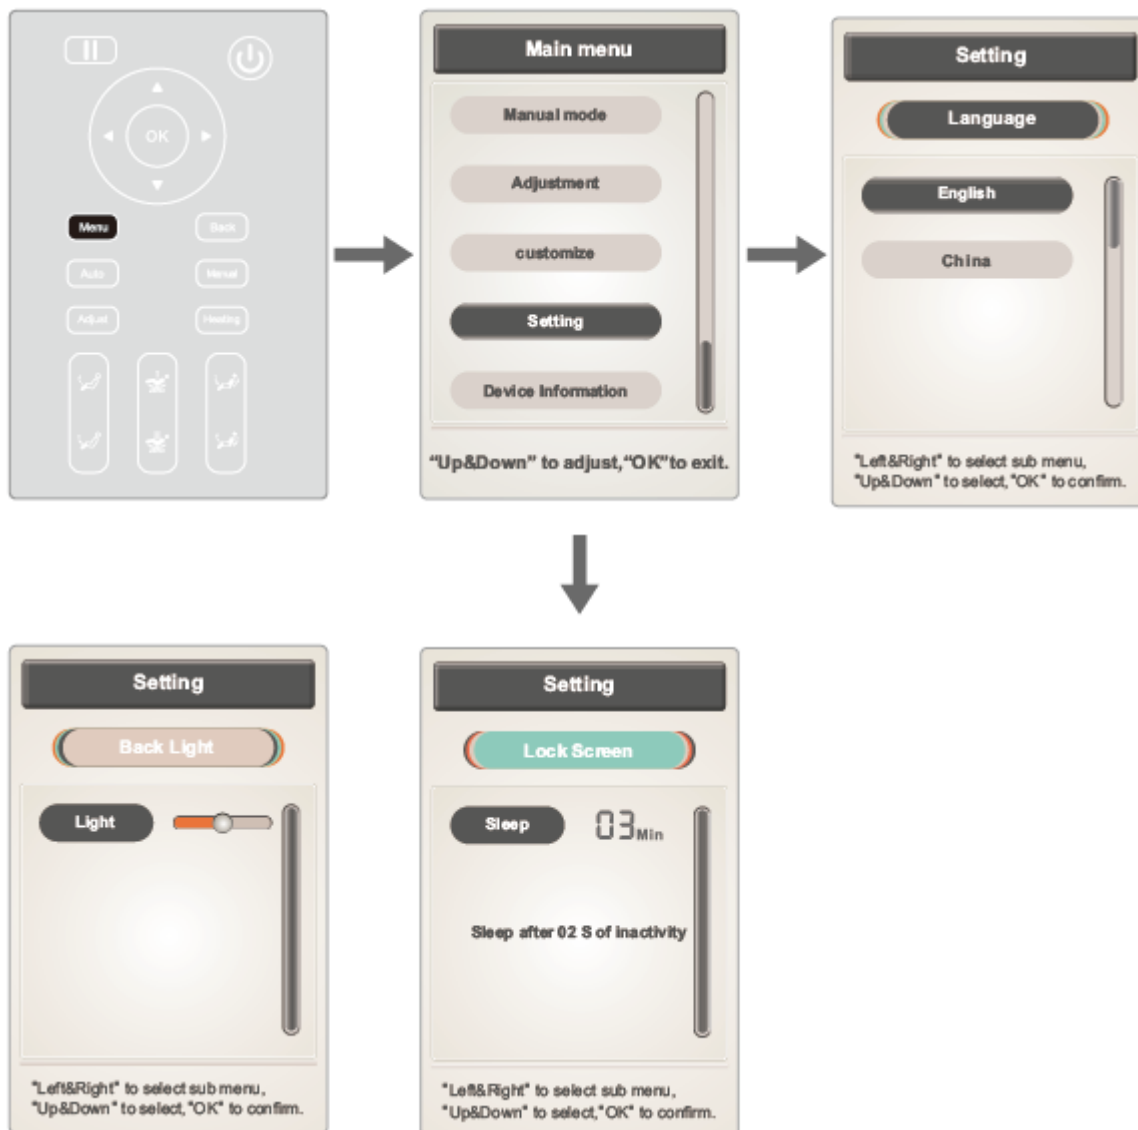 OK
Menu
Back
Auto
Manual
Adjust
Heating
Main menu
Manual mode
Adjustment
customize
Setting
Device Information
“Up&Down” to adjust,“OK”to exit.
Setting
Language
English
China
"Left&Right" to select sub menu,
"Up&Down" to select,"OK" to confirm.
Setting
Back Light
Light
"Left&Right" to select sub menu,
"Up&Down" to select,"OK" to confirm.
Setting
Lock Screen
Sleep
03 Min
Sleep after 02 S of inactivity
"Left&Right" to select sub menu,
"Up&Down" to select,"OK" to confirm.